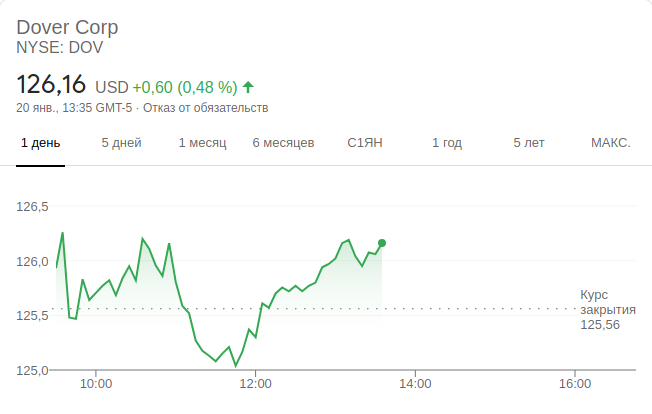 Dover Corp
NYSE: DOV
126,16 USD +0,60 (0,48 %)
20 янв., 13:35 GMT-5 · Отказ от обязательств
1 день 5 дней 1 месяц 6 месяцев С1ЯН 1 год 5 лет МАКС.
126,5
126,0
125,5
125,0
Курс
закрытия
125,56
10:00 12:00 14:00 16:00